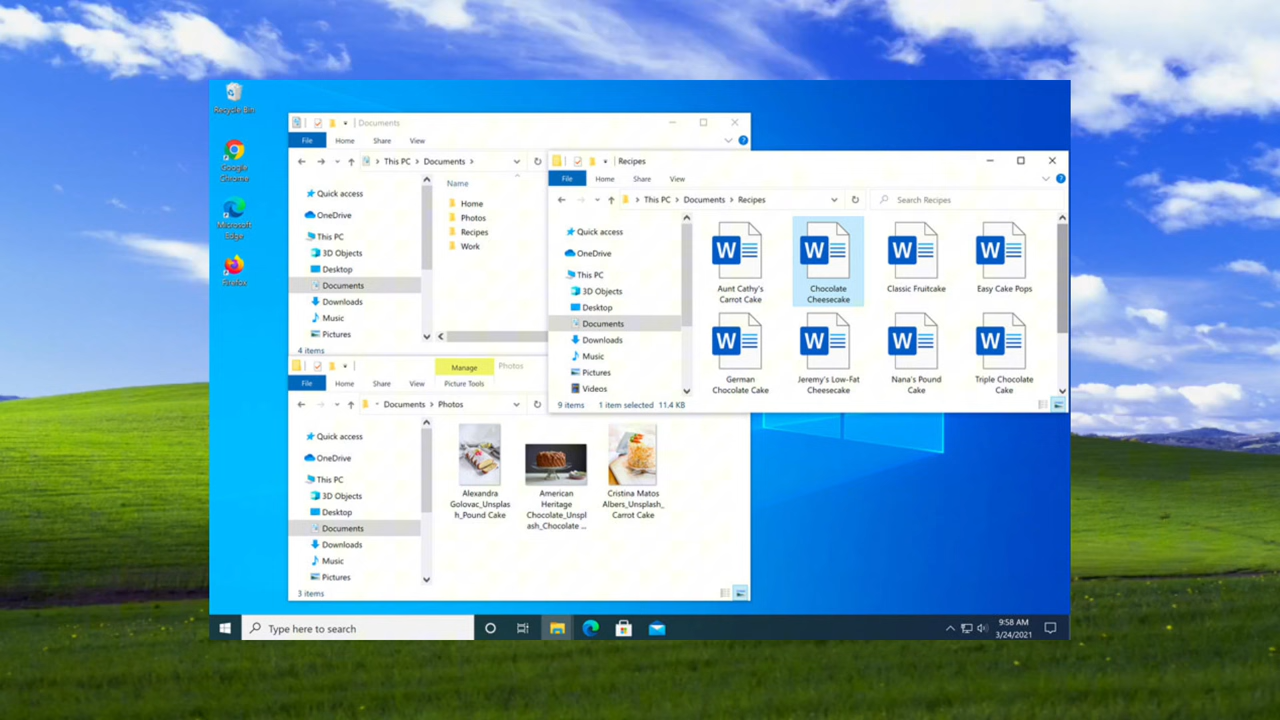 Recycle Bin
Google
Chrome
Microsoft
Edge
Firefox
Documents
File Home Share View
This PC Documents
Quick access
OneDrive
This PC
3D Objects
Desktop
Documents
Downloads
Music
Pictures
Name
Home
Photos
Recipes
Work
4 items
Recipes
File Home Share View
This PC Documents Recipes
Search Recipes
Quick access
OneDrive
This PC
3D Objects
Desktop
Documents
Downloads
Music
Pictures
Videos
Aunt Cathy's
Carrot Cake
Chocolate
Cheesecake
Classic Fruitcake
Easy Cake Pops
German
Chocolate Cake
Jeremy's Low-Fat
Cheesecake
Nana's Pound
Cake
Triple Chocolate
Cake
9 items 1 item selected 11.4 KB
Manage Photos
File Home Share View Picture Tools
Documents Photos
Quick access
OneDrive
This PC
3D Objects
Desktop
Documents
Downloads
Music
Pictures
Alexandra
Golovac_Unsplas
h_Pound Cake
American
Heritage
Chocolate_Unspl
ash_Chocolate ...
Cristina Matos
Albers_Unsplash_
Carrot Cake
3 items
Type here to search
9:58 AM
3/24/2021